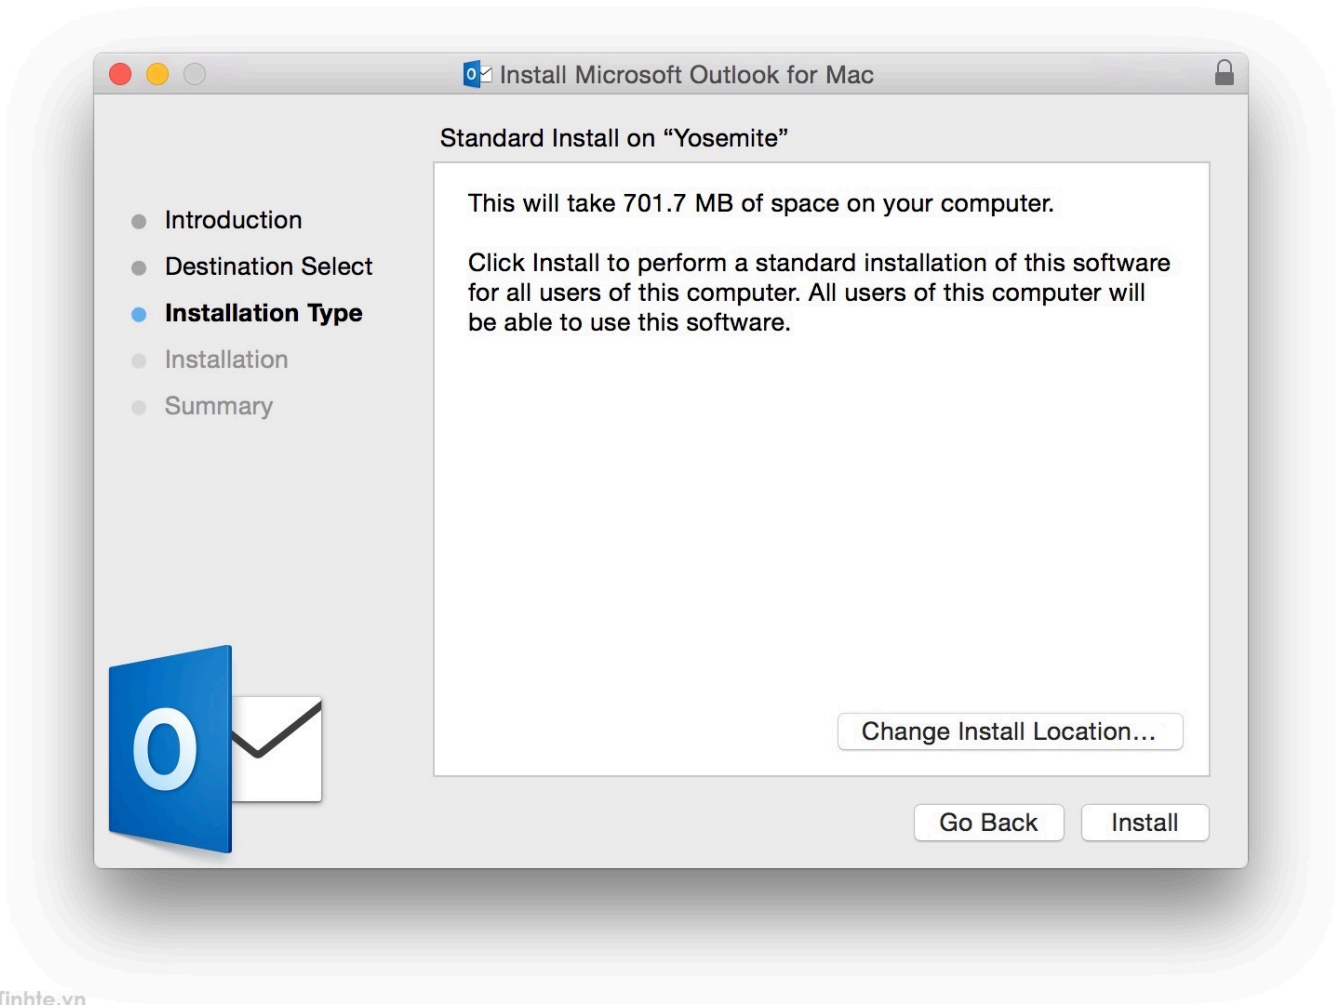 Install Microsoft Outlook for Mac
Standard Install on “Yosemite”
Introduction
Destination Select
Installation Type
Installation
Summary
This will take 701.7 MB of space on your computer.
Click Install to perform a standard installation of this software
for all users of this computer. All users of this computer will
be able to use this software.
Change Install Location...
Go Back
Install
Tinhte.vn